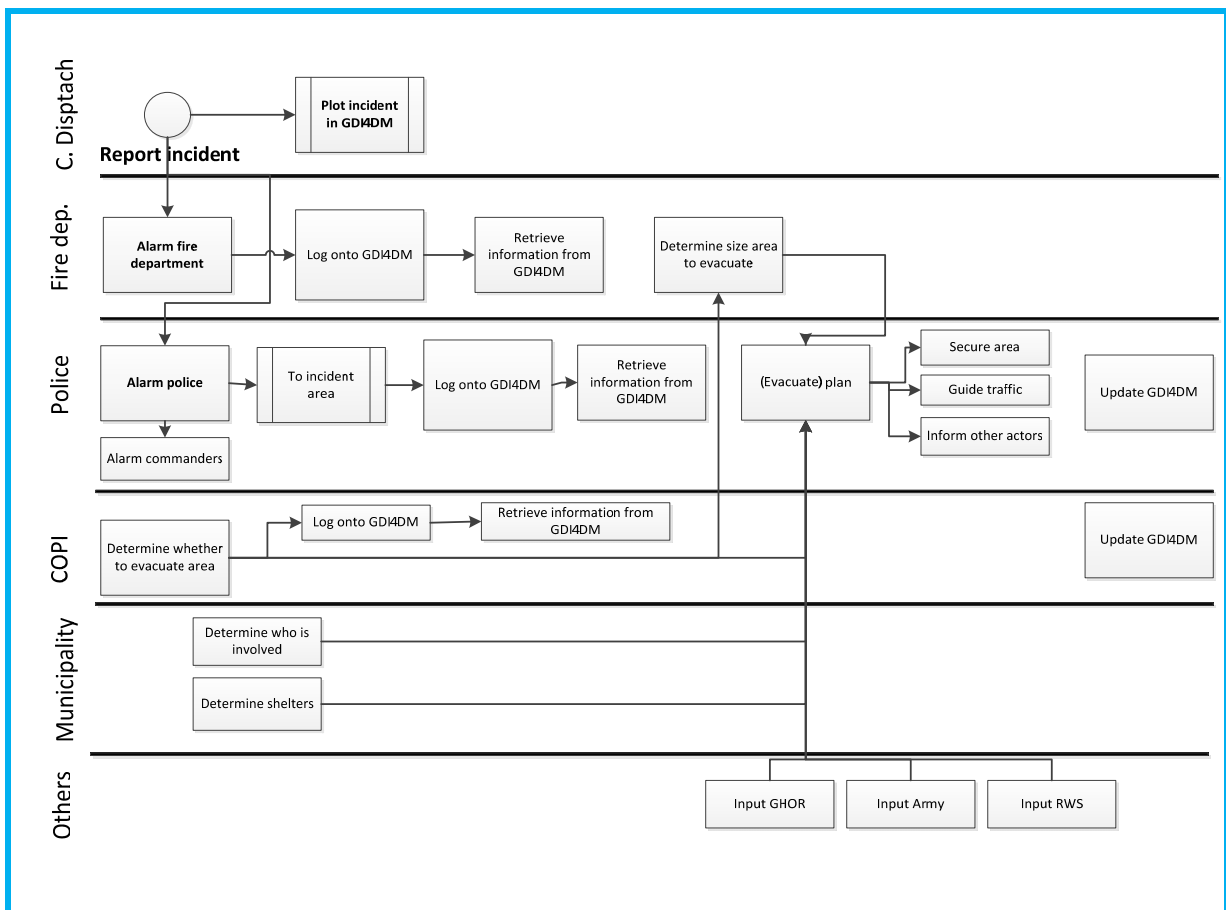 C. Disptach
Plot incident
in GDI4DM
Report incident
Fire dep.
Alarm fire
department
Log onto GDI4DM
Retrieve
information from
GDI4DM
Determine size area
to evacuate
Police
Alarm police
To incident
area
Log onto GDI4DM
Retrieve
information from
GDI4DM
(Evacuate) plan
Secure area
Guide traffic
Inform other actors
Update GDI4DM
Alarm commanders
COPI
Determine whether
to evacuate area
Log onto GDI4DM
Retrieve information from
GDI4DM
Update GDI4DM
Municipality
Determine who is
involved
Determine shelters
Others
Input GHOR
Input Army
Input RWS